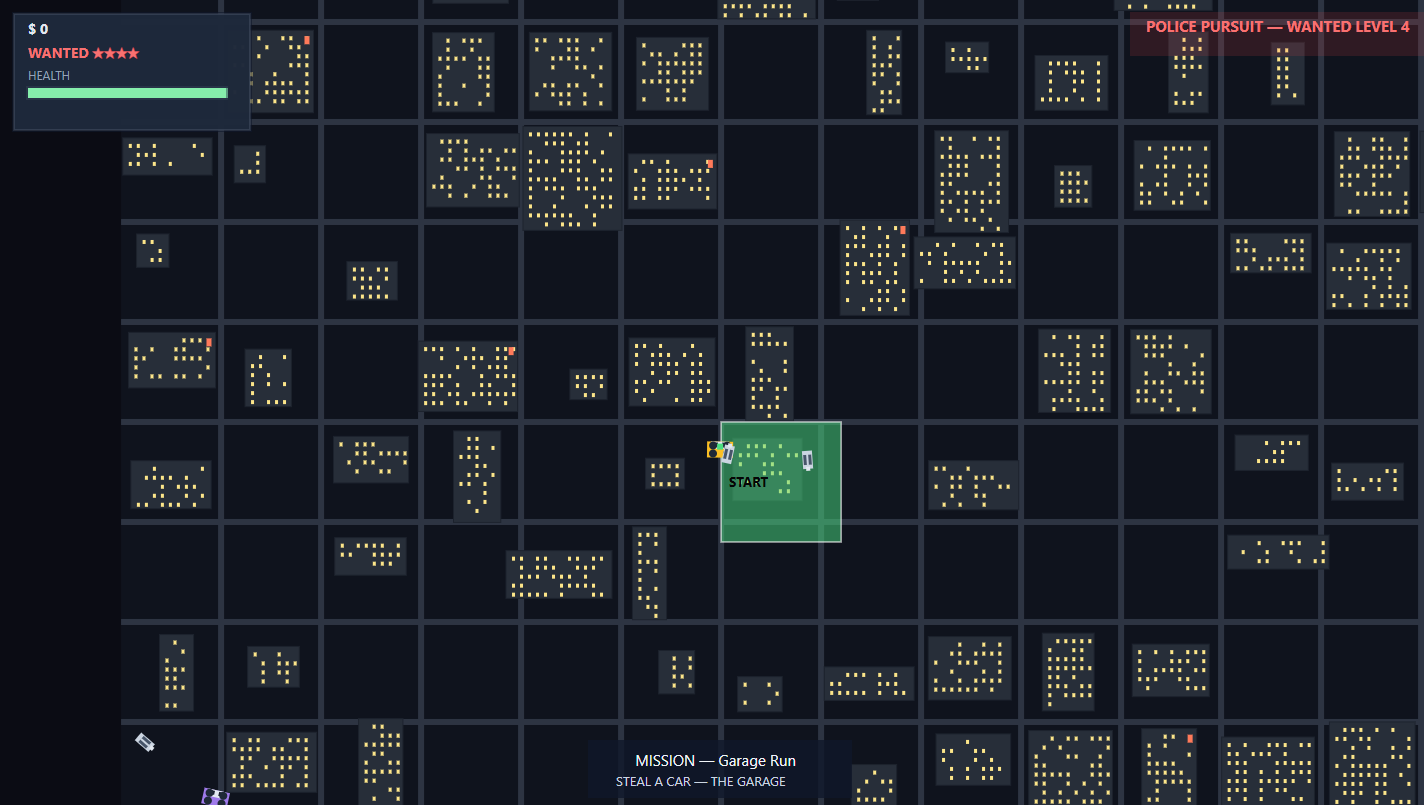 $ 0
WANTED ★★★★
HEALTH
POLICE PURSUIT — WANTED LEVEL 4
START
MISSION — Garage Run
STEAL A CAR — THE GARAGE